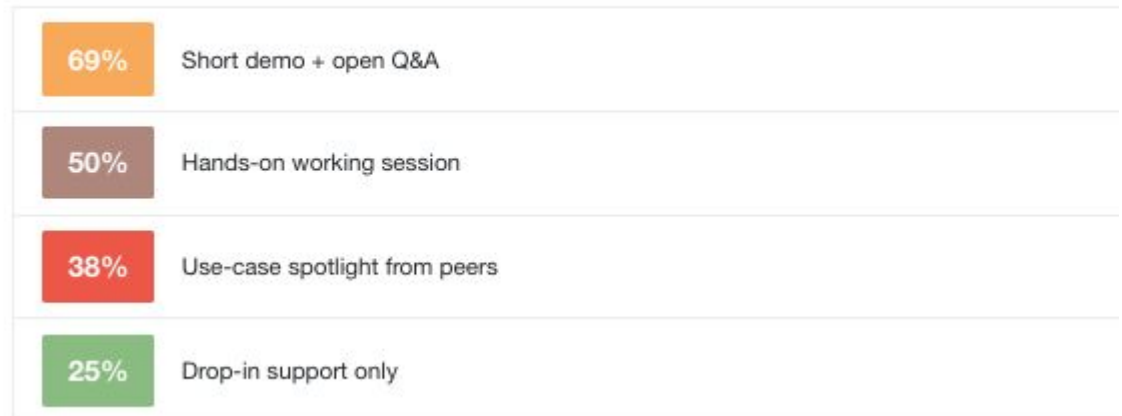 69% Short demo + open Q&A
50% Hands-on working session
38% Use-case spotlight from peers
25% Drop-in support only